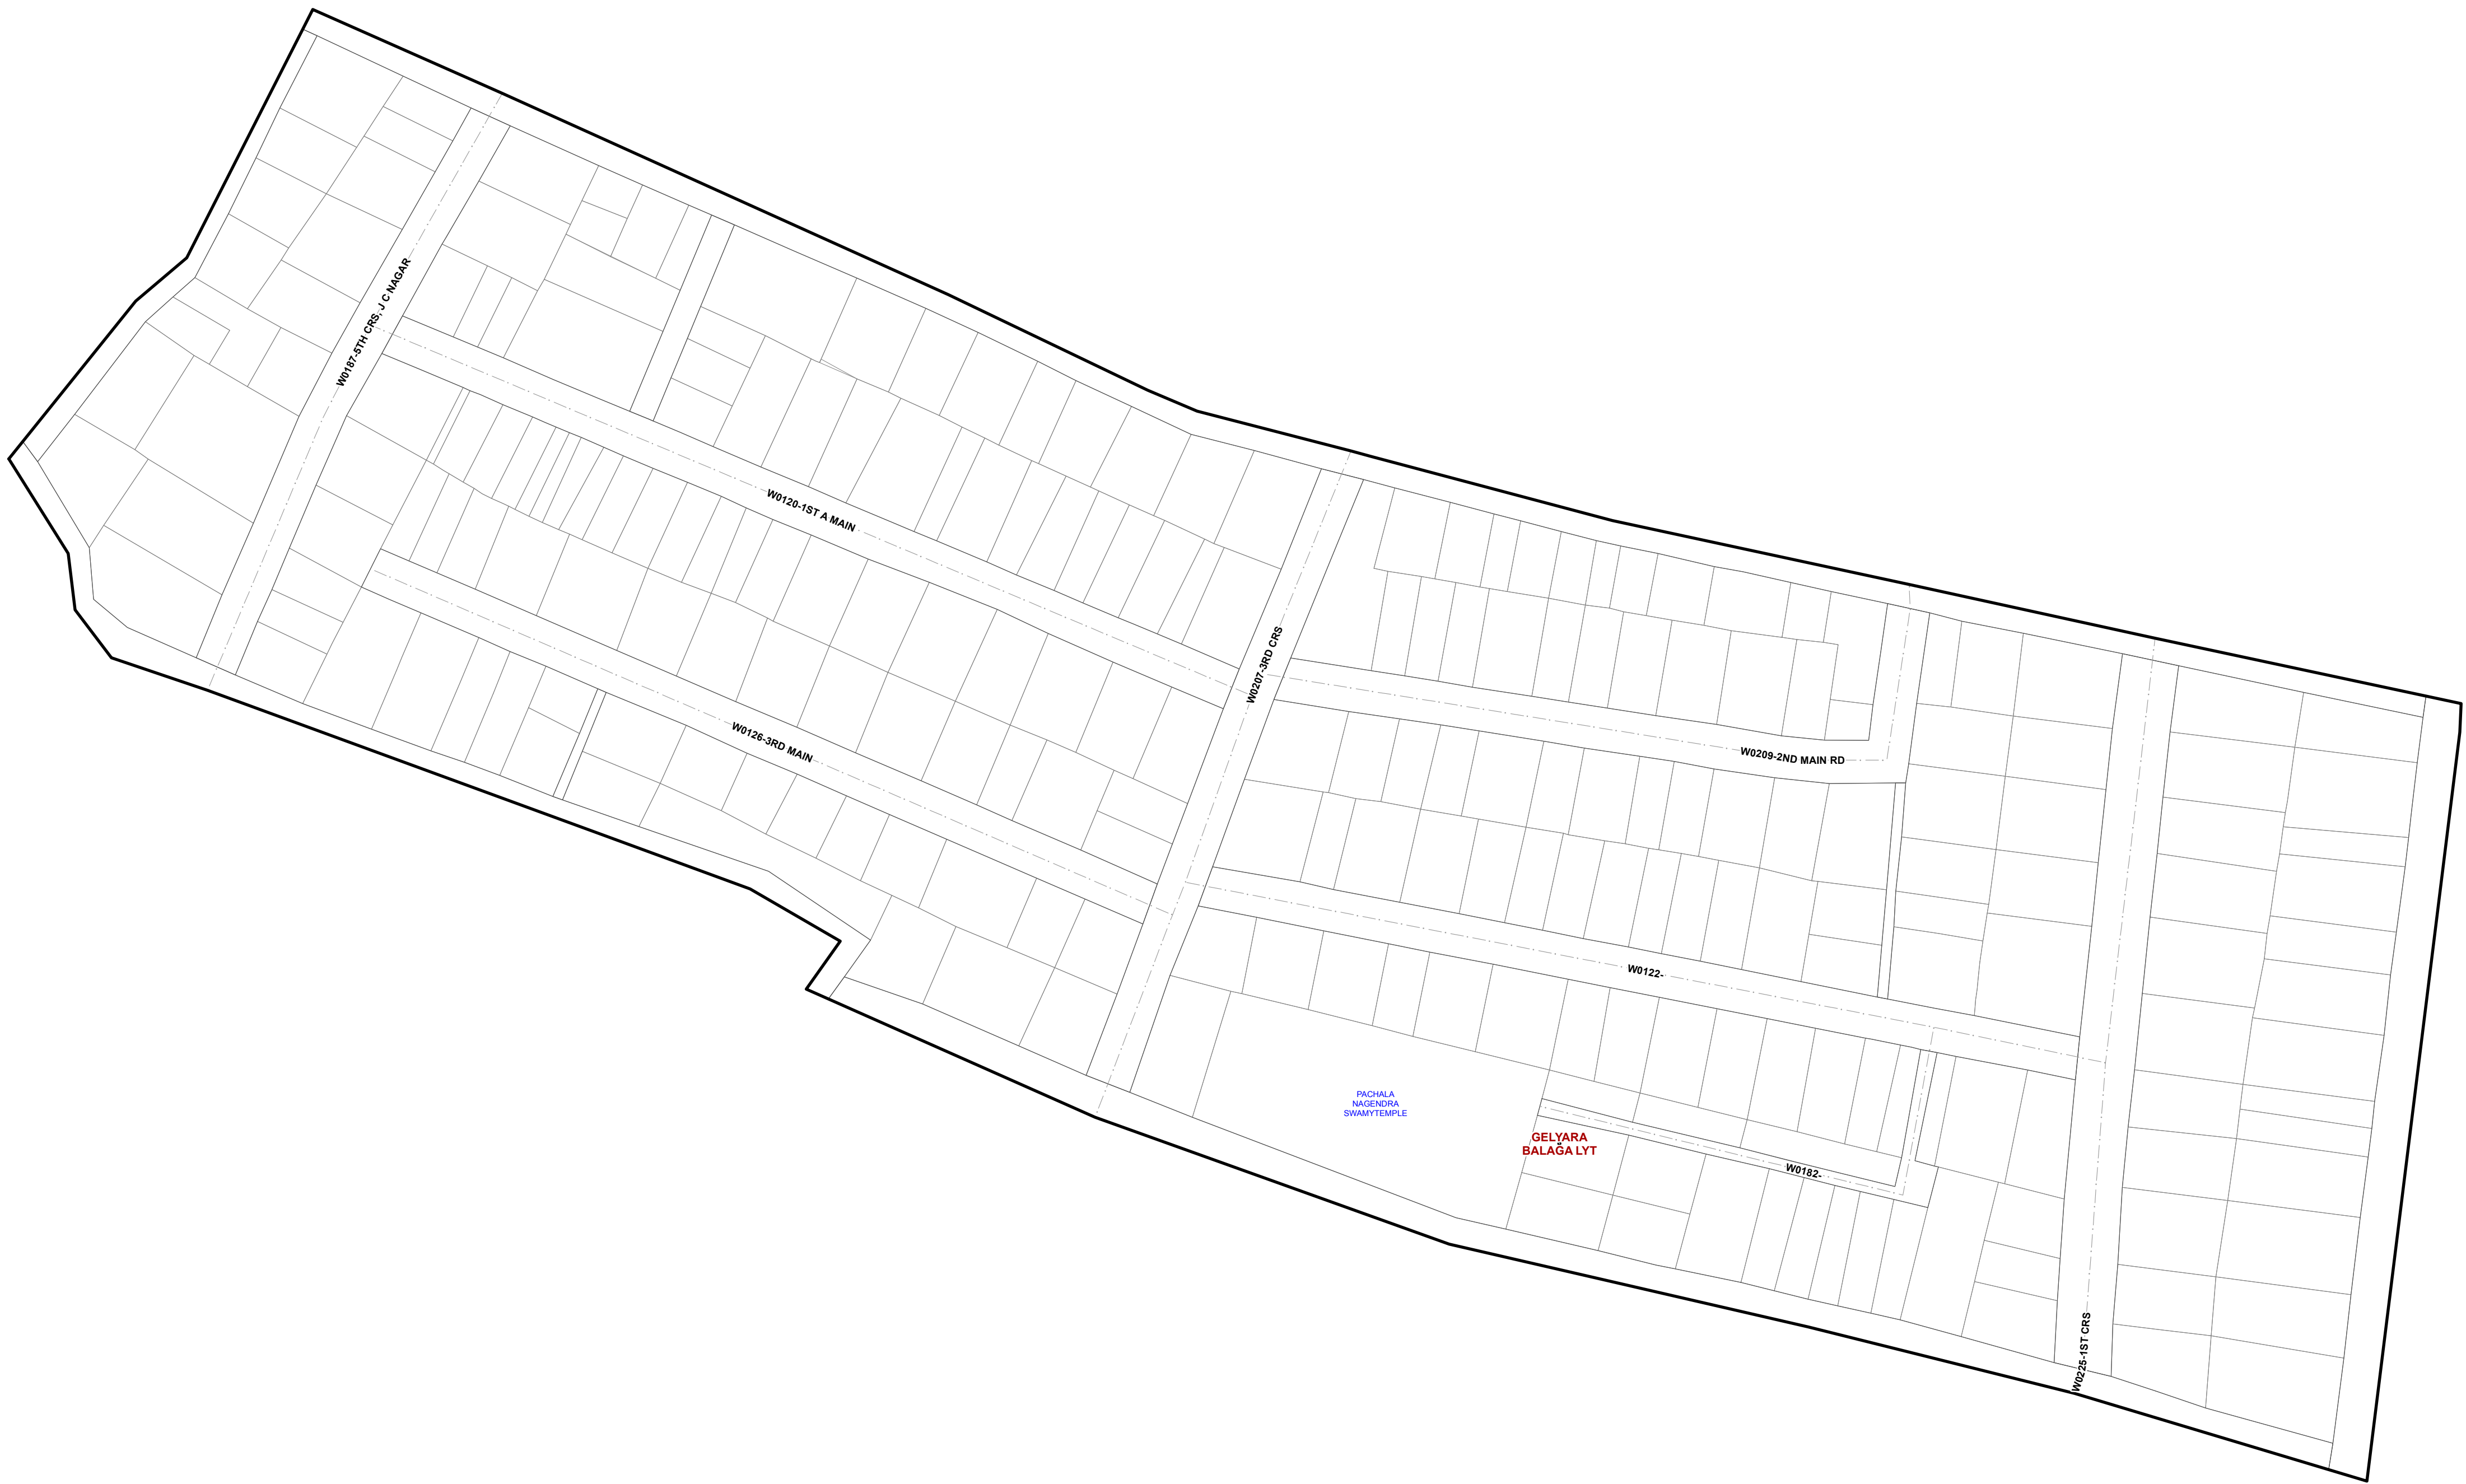 W0187-5TH CRS, J C NAGAR
W0120-1ST A MAIN
W0126-3RD MAIN
W0207-3RD CRS
W0209-2ND MAIN RD
W0122-
PACHALA
NAGENDRA
SWAMYTEMPLE
GELYARA
BALAGA LYT
W0182-
W0225-1ST CRS